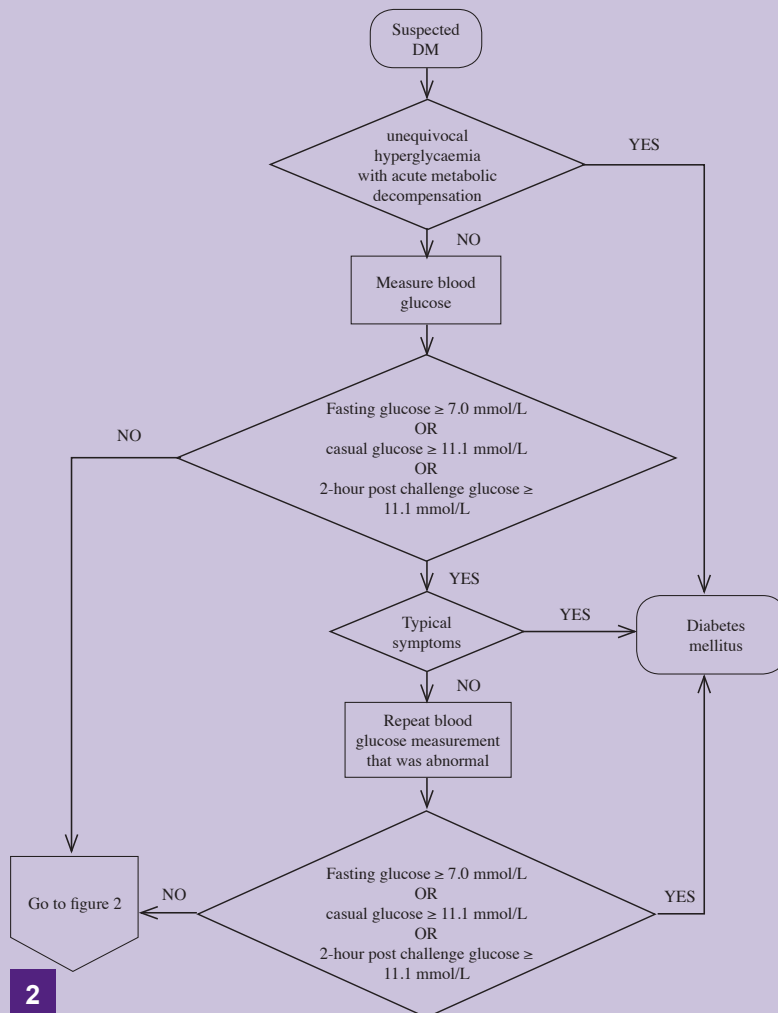 Suspected
DM
unequivocal
hyperglycaemia
with acute metabolic
decompensation
YES
NO
Measure blood
glucose
Fasting glucose ≥ 7.0 mmol/L
OR
casual glucose ≥ 11.1 mmol/L
OR
2-hour post challenge glucose ≥
11.1 mmol/L
NO
YES
Typical
symptoms
YES
Diabetes
mellitus
NO
Repeat blood
glucose measurement
that was abnormal
Fasting glucose ≥ 7.0 mmol/L
OR
casual glucose ≥ 11.1 mmol/L
OR
2-hour post challenge glucose ≥
11.1 mmol/L
YES
NO
Go to figure 2
2